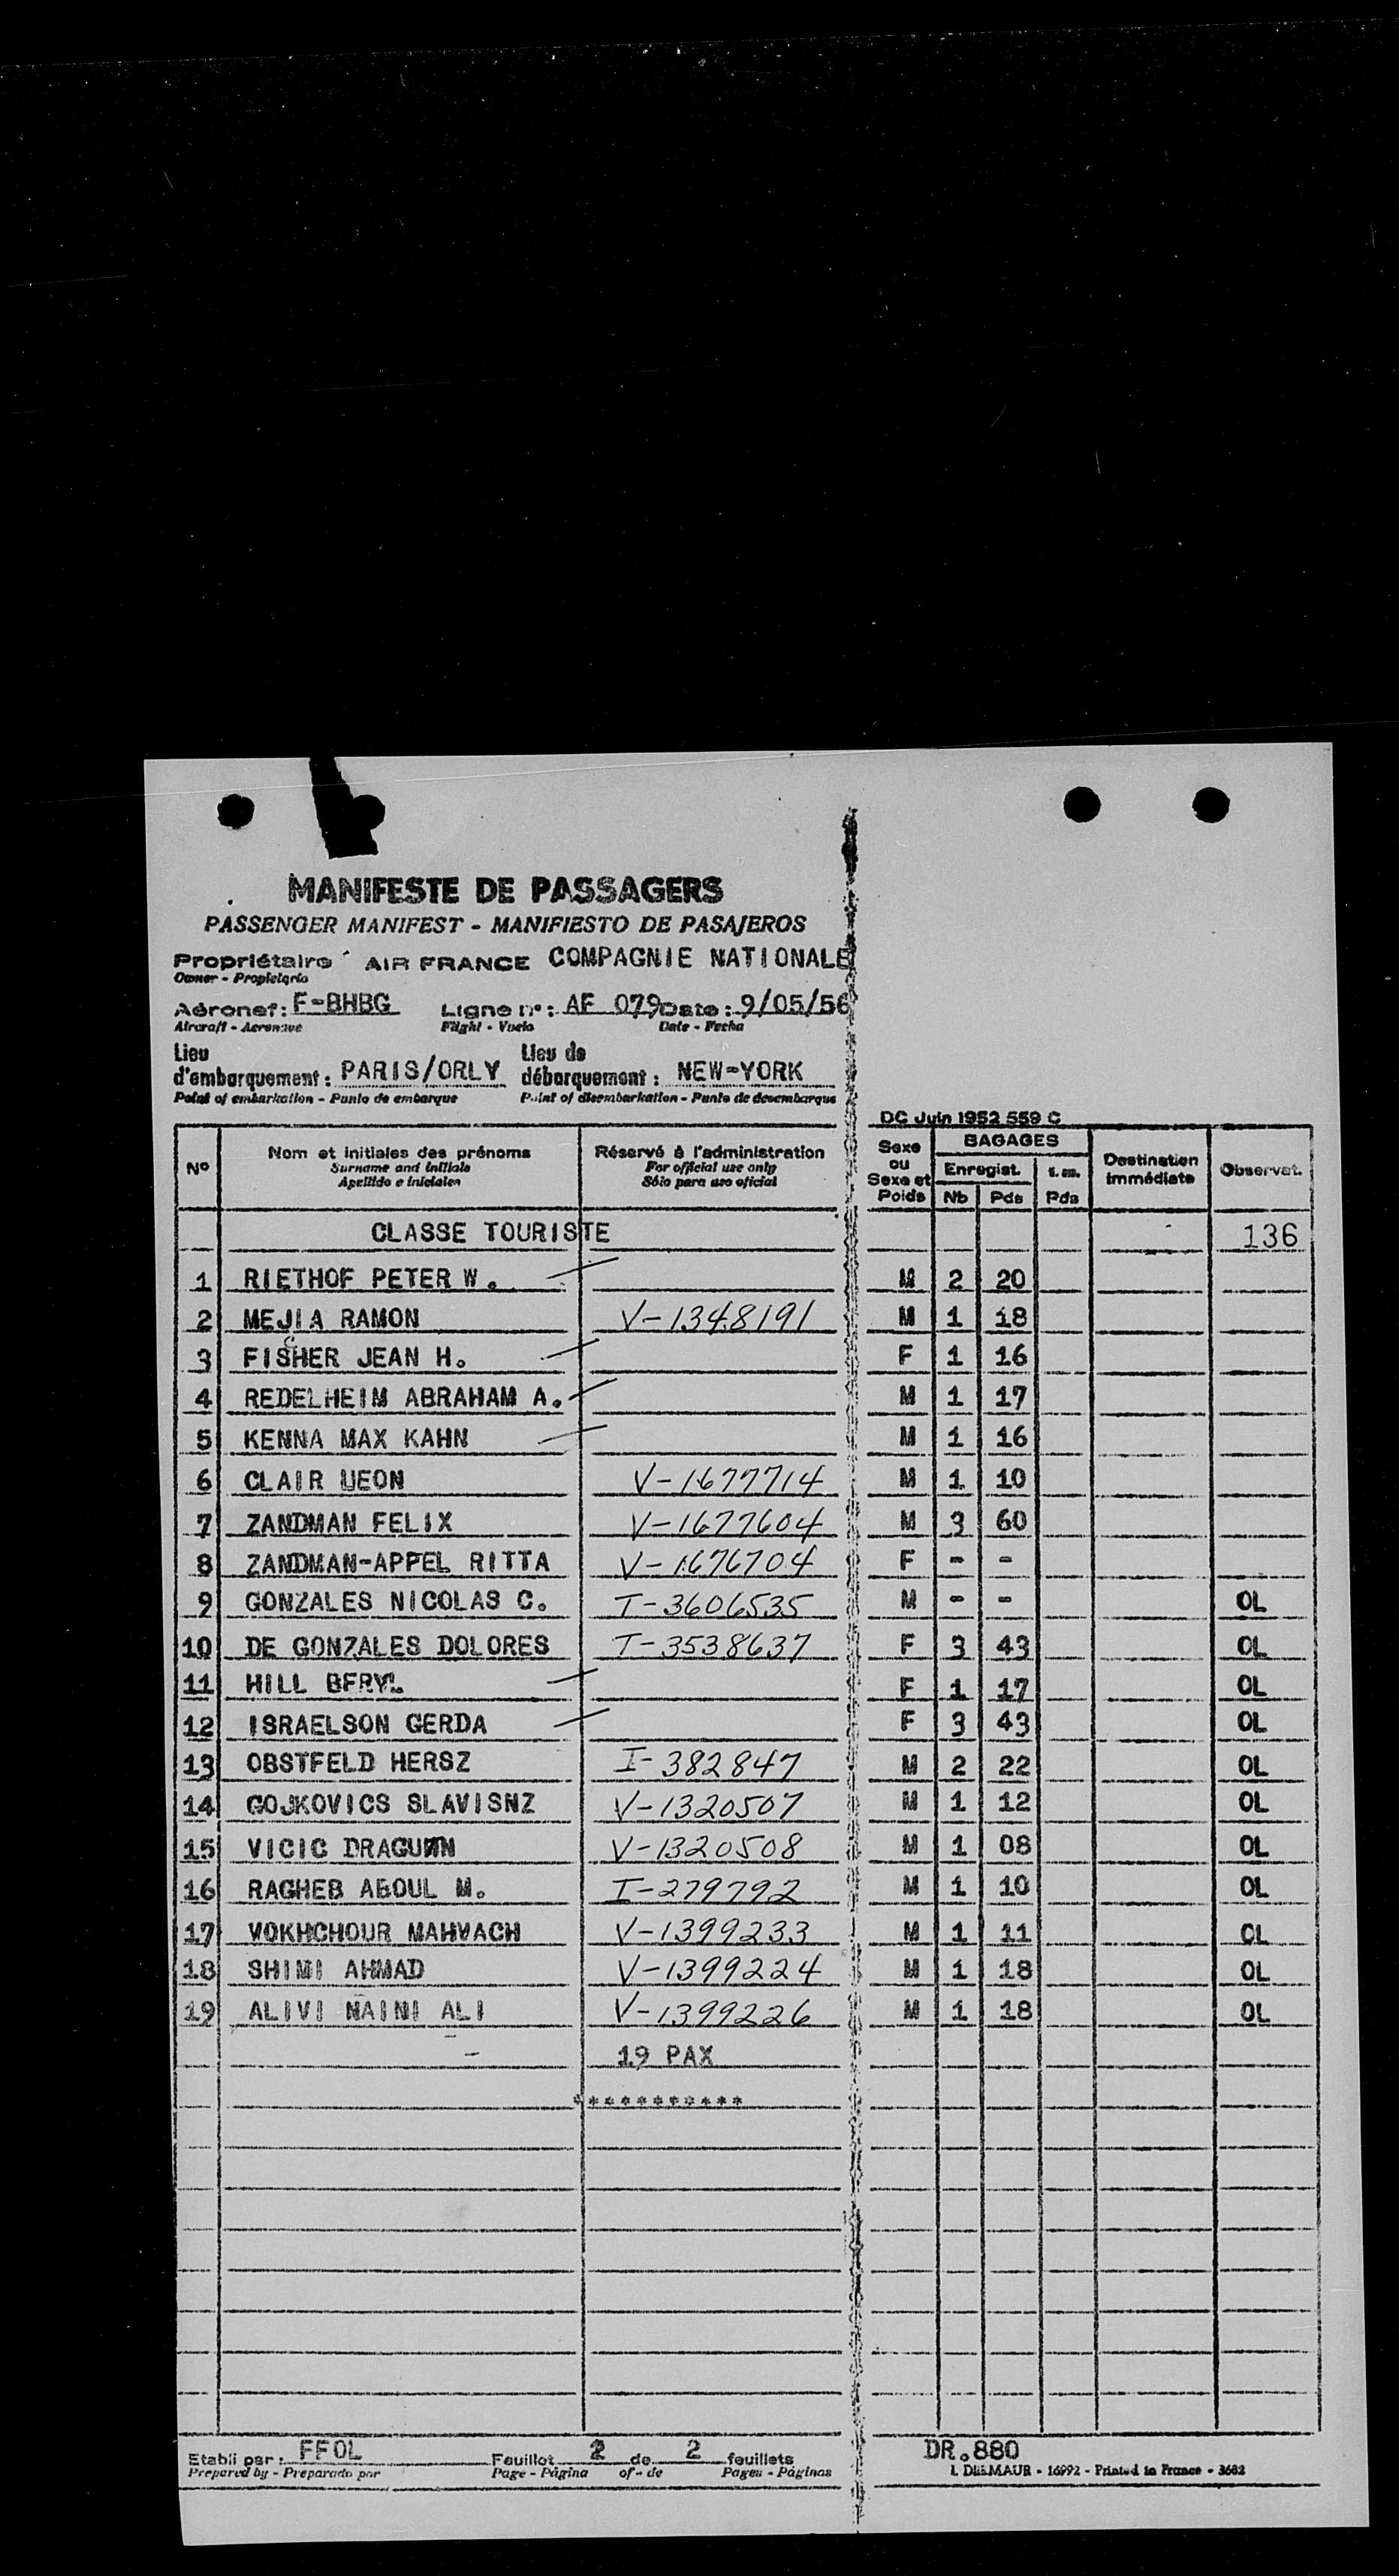 MANIFESTE DE PASSAGERS
PASSENGER MANIFEST - MANIFIESTO DE PASAJEROS
Propriétaire AIR FRANCE COMPAGNIE NATIONALE
Owner - Propietario
Aéronef: F-BHBG Ligne n°: AF 079 Date: 9/05/56
Aircraft - Aeronave Flight - Vuelo Date - Fecha
Lieu d'embarquement: PARIS/ORLY Lieu de débarquement: NEW-YORK
Point of embarkation - Punto de embarque Point of disembarkation - Punto de desembarque
DC Juin 1952 559 C
N° Nom et initiales des prénoms Réservé à l'administration Sexe ou Sexe et Poids BAGAGES Destination immédiate Observat.
Surname and initials For official use only Enregist. s. m.
Apellido e iniciales Sólo para uso oficial Nb Pds Pds
CLASSE TOURISTE 136
1 RIETHOF PETER W. M 2 20
2 MEJIA RAMON V-1348191 M 1 18
C
3 FISHER JEAN H. F 1 16
4 REDELHEIM ABRAHAM A. M 1 17
5 KENNA MAX KAHN M 1 16
6 CLAIR UEON V-1677714 M 1 10
7 ZANDMAN FELIX V-1677604 M 3 60
8 ZANDMAN-APPEL RITTA V-1676704 F - -
9 GONZALES NICOLAS C. T-3606535 M - - OL
10 DE GONZALES DOLORES T-3538637 F 3 43 OL
11 HILL BERYL F 1 17 OL
12 ISRAELSON GERDA F 3 43 OL
13 OBSTFELD HERSZ I-382847 M 2 22 OL
14 GOJKOVICS SLAVISNZ V-1320507 M 1 12 OL
15 VICIC V-1320508 M 1 08 OL
16 RAGHEB ABOUL M. I-279792 M 1 10 OL
17 VOKHCHOUR MAHVACH V-1399233 M 1 11 OL
18 SHIMI AHMAD V-1399224 M 1 18 OL
19 ALIVI NAINI ALI V-1399226 M 1 18 OL
19 PAX
***********
Etabli par: FFOL Feuillet 2 de 2 feuillets DR.880
Prepared by - Preparado por Page - Página of - de Pages - Páginas L. DELMAUR - 16992 - Printed in France - 3682